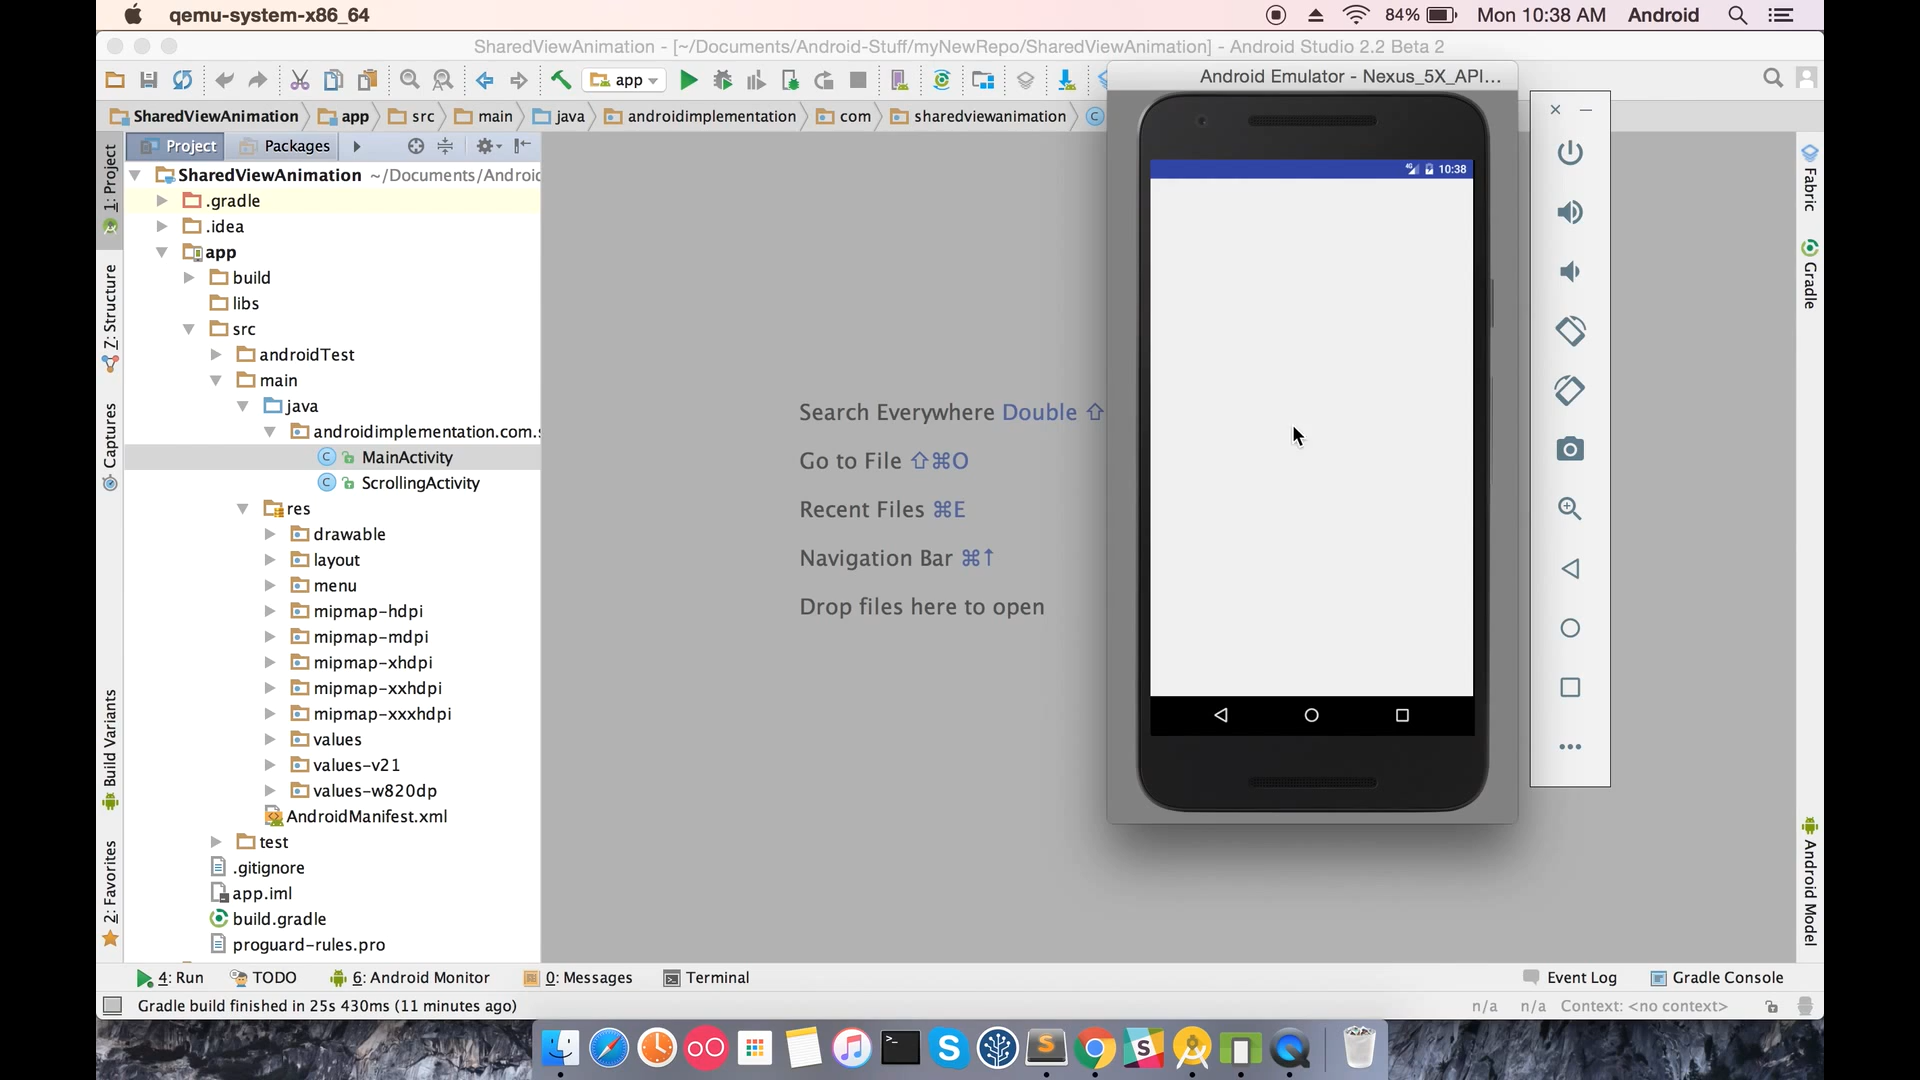 qemu-system-x86_64
84%
Mon 10:38 AM
Android
SharedViewAnimation - [~/Documents/Android-Stuff/myNewRepo/SharedViewAnimation] - Android Studio 2.2 Beta 2
app
Android Emulator - Nexus_5X_API...
SharedViewAnimation
app
src
main
java
androidimplementation
com
sharedviewanimation
Project
Packages
SharedViewAnimation ~/Documents/Androi
.gradle
.idea
app
build
libs
src
androidTest
main
java
androidimplementation.com.
MainActivity
ScrollingActivity
res
drawable
layout
menu
mipmap-hdpi
mipmap-mdpi
mipmap-xhdpi
mipmap-xxhdpi
mipmap-xxxhdpi
values
values-v21
values-w820dp
AndroidManifest.xml
test
.gitignore
app.iml
build.gradle
proguard-rules.pro
1: Project
Z: Structure
Captures
Build Variants
2: Favorites
Search Everywhere Double ⇧
Go to File ⇧⌘O
Recent Files ⌘E
Navigation Bar ⌘↑
Drop files here to open
10:38
Fabric
Gradle
Android Model
4: Run
TODO
6: Android Monitor
0: Messages
Terminal
Event Log
Gradle Console
Gradle build finished in 25s 430ms (11 minutes ago)
n/a
n/a
Context: <no context>